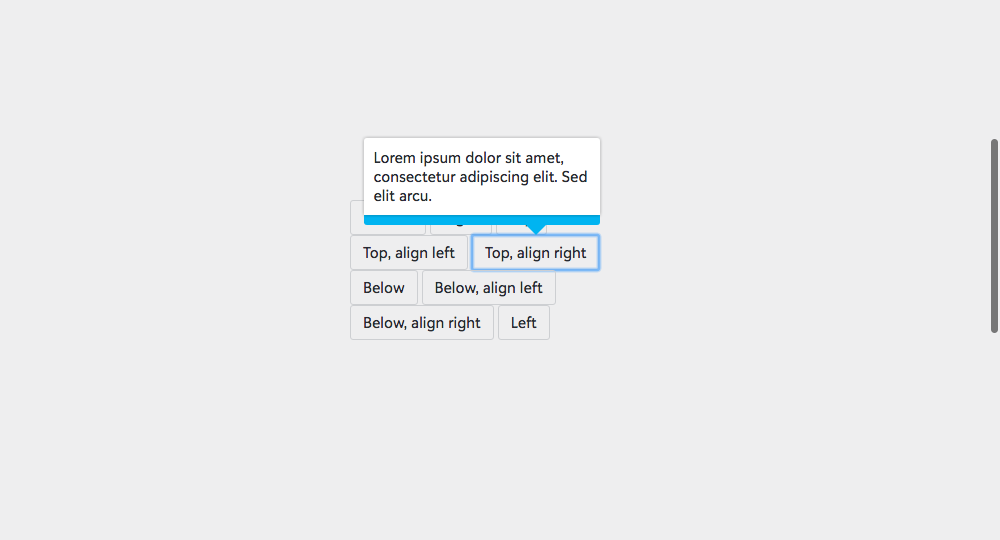 Lorem ipsum dolor sit amet,
consectetur adipiscing elit. Sed
elit arcu.
Top, align left
Top, align right
Below
Below, align left
Below, align right
Left